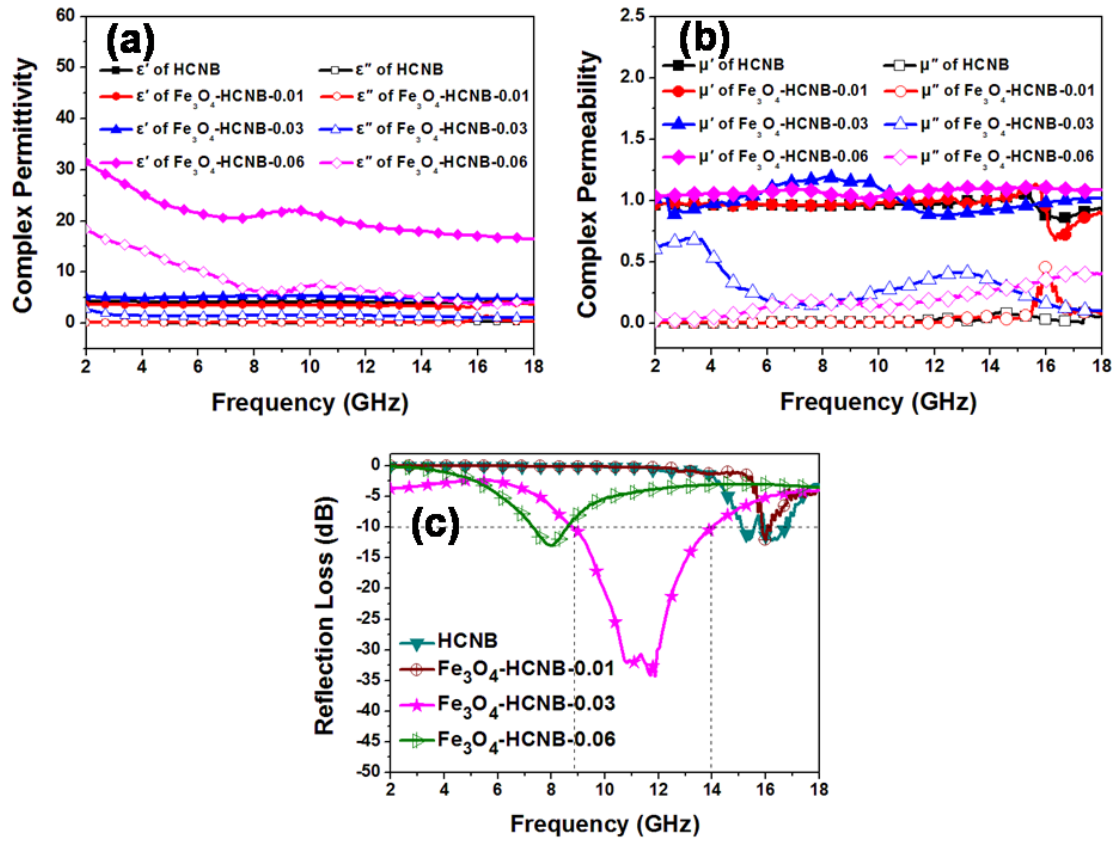 (a)
Complex Permittivity
60
50
40
30
20
10
0
ε′ of HCNB
ε″ of HCNB
ε′ of Fe₃O₄-HCNB-0.01
ε″ of Fe₃O₄-HCNB-0.01
ε′ of Fe₃O₄-HCNB-0.03
ε″ of Fe₃O₄-HCNB-0.03
ε′ of Fe₃O₄-HCNB-0.06
ε″ of Fe₃O₄-HCNB-0.06
2 4 6 8 10 12 14 16 18
Frequency (GHz)
(b)
Complex Permeability
2.5
2.0
1.5
1.0
0.5
0.0
μ′ of HCNB
μ″ of HCNB
μ′ of Fe₃O₄-HCNB-0.01
μ″ of Fe₃O₄-HCNB-0.01
μ′ of Fe₃O₄-HCNB-0.03
μ″ of Fe₃O₄-HCNB-0.03
μ′ of Fe₃O₄-HCNB-0.06
μ″ of Fe₃O₄-HCNB-0.06
2 4 6 8 10 12 14 16 18
Frequency (GHz)
(c)
Reflection Loss (dB)
0
-5
-10
-15
-20
-25
-30
-35
-40
-45
-50
HCNB
Fe₃O₄-HCNB-0.01
Fe₃O₄-HCNB-0.03
Fe₃O₄-HCNB-0.06
2 4 6 8 10 12 14 16 18
Frequency (GHz)